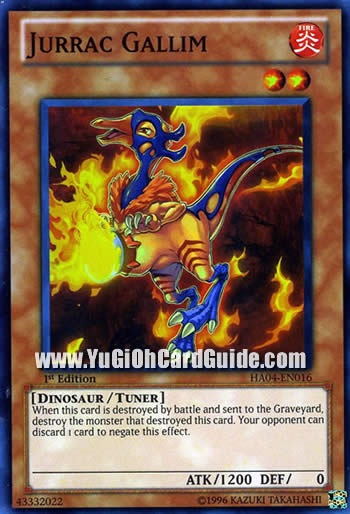 JURRAC GALLIM
FIRE
炎
www.YuGiOhCardGuide.com
1st Edition
HA04-EN016
[DINOSAUR / TUNER]
When this card is destroyed by battle and sent to the Graveyard,
destroy the monster that destroyed this card. Your opponent can
discard 1 card to negate this effect.
ATK/1200 DEF/ 0
43332022
©1996 KAZUKI TAKAHASHI